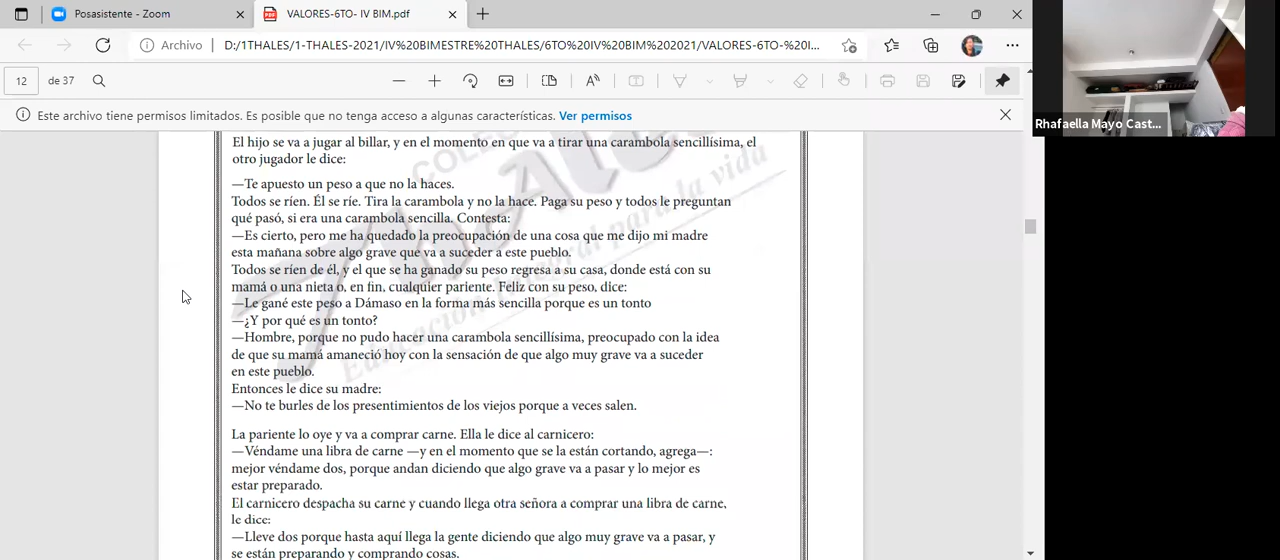 Posasistente - Zoom
VALORES-6TO- IV BIM.pdf
Archivo
D:/1THALES/1-THALES-2021/IV%20BIMESTRE%20THALES/6TO%20IV%20BIM%202021/VALORES-6TO-%20I...
12 de 37
Este archivo tiene permisos limitados. Es posible que no tenga acceso a algunas características. Ver permisos
Rhafaella Mayo Cast...
El hijo se va a jugar al billar, y en el momento en que va a tirar una carambola sencillísima, el
otro jugador le dice:
—Te apuesto un peso a que no la haces.
Todos se ríen. Él se ríe. Tira la carambola y no la hace. Paga su peso y todos le preguntan
qué pasó, si era una carambola sencilla. Contesta:
—Es cierto, pero me ha quedado la preocupación de una cosa que me dijo mi madre
esta mañana sobre algo grave que va a suceder a este pueblo.
Todos se ríen de él, y el que se ha ganado su peso regresa a su casa, donde está con su
mamá o una nieta o, en fin, cualquier pariente. Feliz con su peso, dice:
—Le gané este peso a Dámaso en la forma más sencilla porque es un tonto
—¿Y por qué es un tonto?
—Hombre, porque no pudo hacer una carambola sencillísima, preocupado con la idea
de que su mamá amaneció hoy con la sensación de que algo muy grave va a suceder
en este pueblo.
Entonces le dice su madre:
—No te burles de los presentimientos de los viejos porque a veces salen.
La pariente lo oye y va a comprar carne. Ella le dice al carnicero:
—Véndame una libra de carne —y en el momento que se la están cortando, agrega—:
mejor véndame dos, porque andan diciendo que algo grave va a pasar y lo mejor es
estar preparado.
El carnicero despacha su carne y cuando llega otra señora a comprar una libra de carne,
le dice:
—Lleve dos porque hasta aquí llega la gente diciendo que algo muy grave va a pasar, y
se están preparando y comprando cosas.
Educación integral para la vida